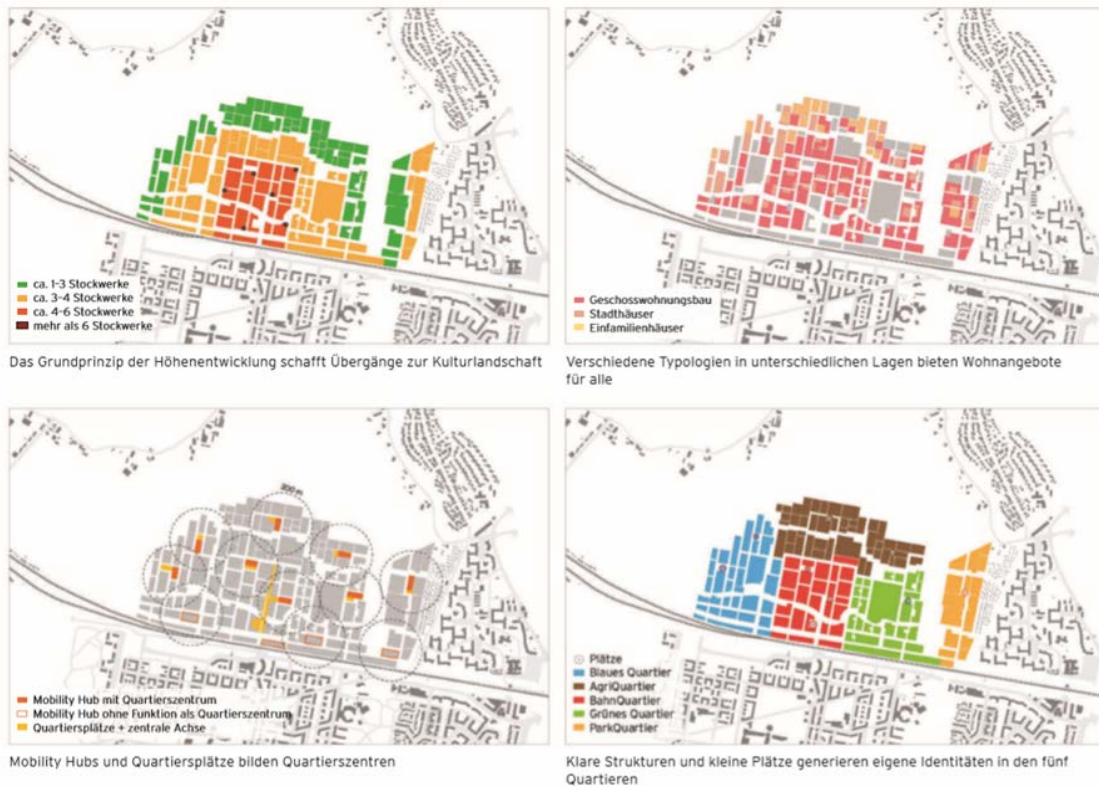 ca. 1-3 Stockwerke
ca. 3-4 Stockwerke
ca. 4-6 Stockwerke
mehr als 6 Stockwerke
Das Grundprinzip der Höhenentwicklung schafft Übergänge zur Kulturlandschaft
Geschosswohnungsbau
Stadthäuser
Einfamilienhäuser
Verschiedene Typologien in unterschiedlichen Lagen bieten Wohnangebote
für alle
Mobility Hub mit Quartierszentrum
Mobility Hub ohne Funktion als Quartierszentrum
Quartiersplätze + zentrale Achse
Mobility Hubs und Quartiersplätze bilden Quartierszentren
Plätze
Blaues Quartier
AgriQuartier
BahnQuartier
Grünes Quartier
ParkQuartier
Klare Strukturen und kleine Plätze generieren eigene Identitäten in den fünf
Quartieren